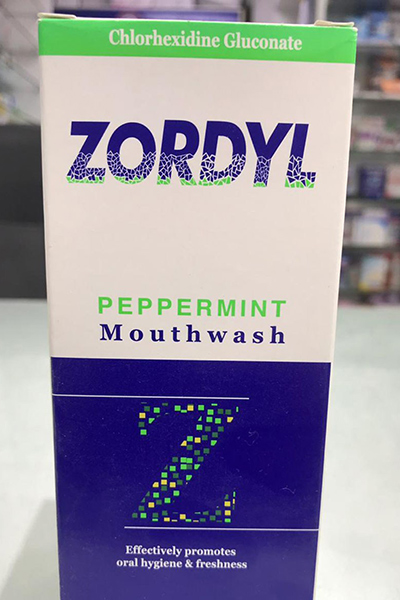 Chlorhexidine Gluconate
ZORDYL
PEPPERMINT
Mouthwash
Z
Effectively promotes
oral hygiene & freshness